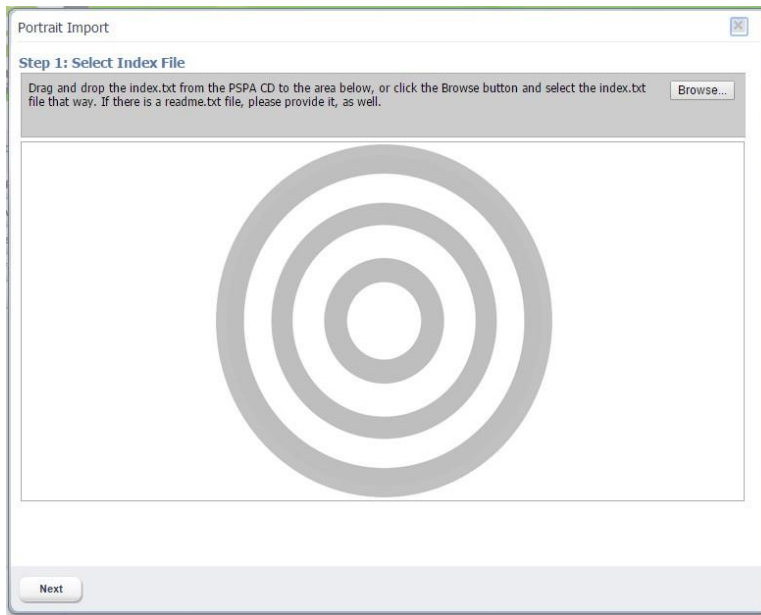 Portrait Import
Step 1: Select Index File
Drag and drop the index.txt from the PSPA CD to the area below, or click the Browse button and select the index.txt
file that way. If there is a readme.txt file, please provide it, as well.
Browse...
Next